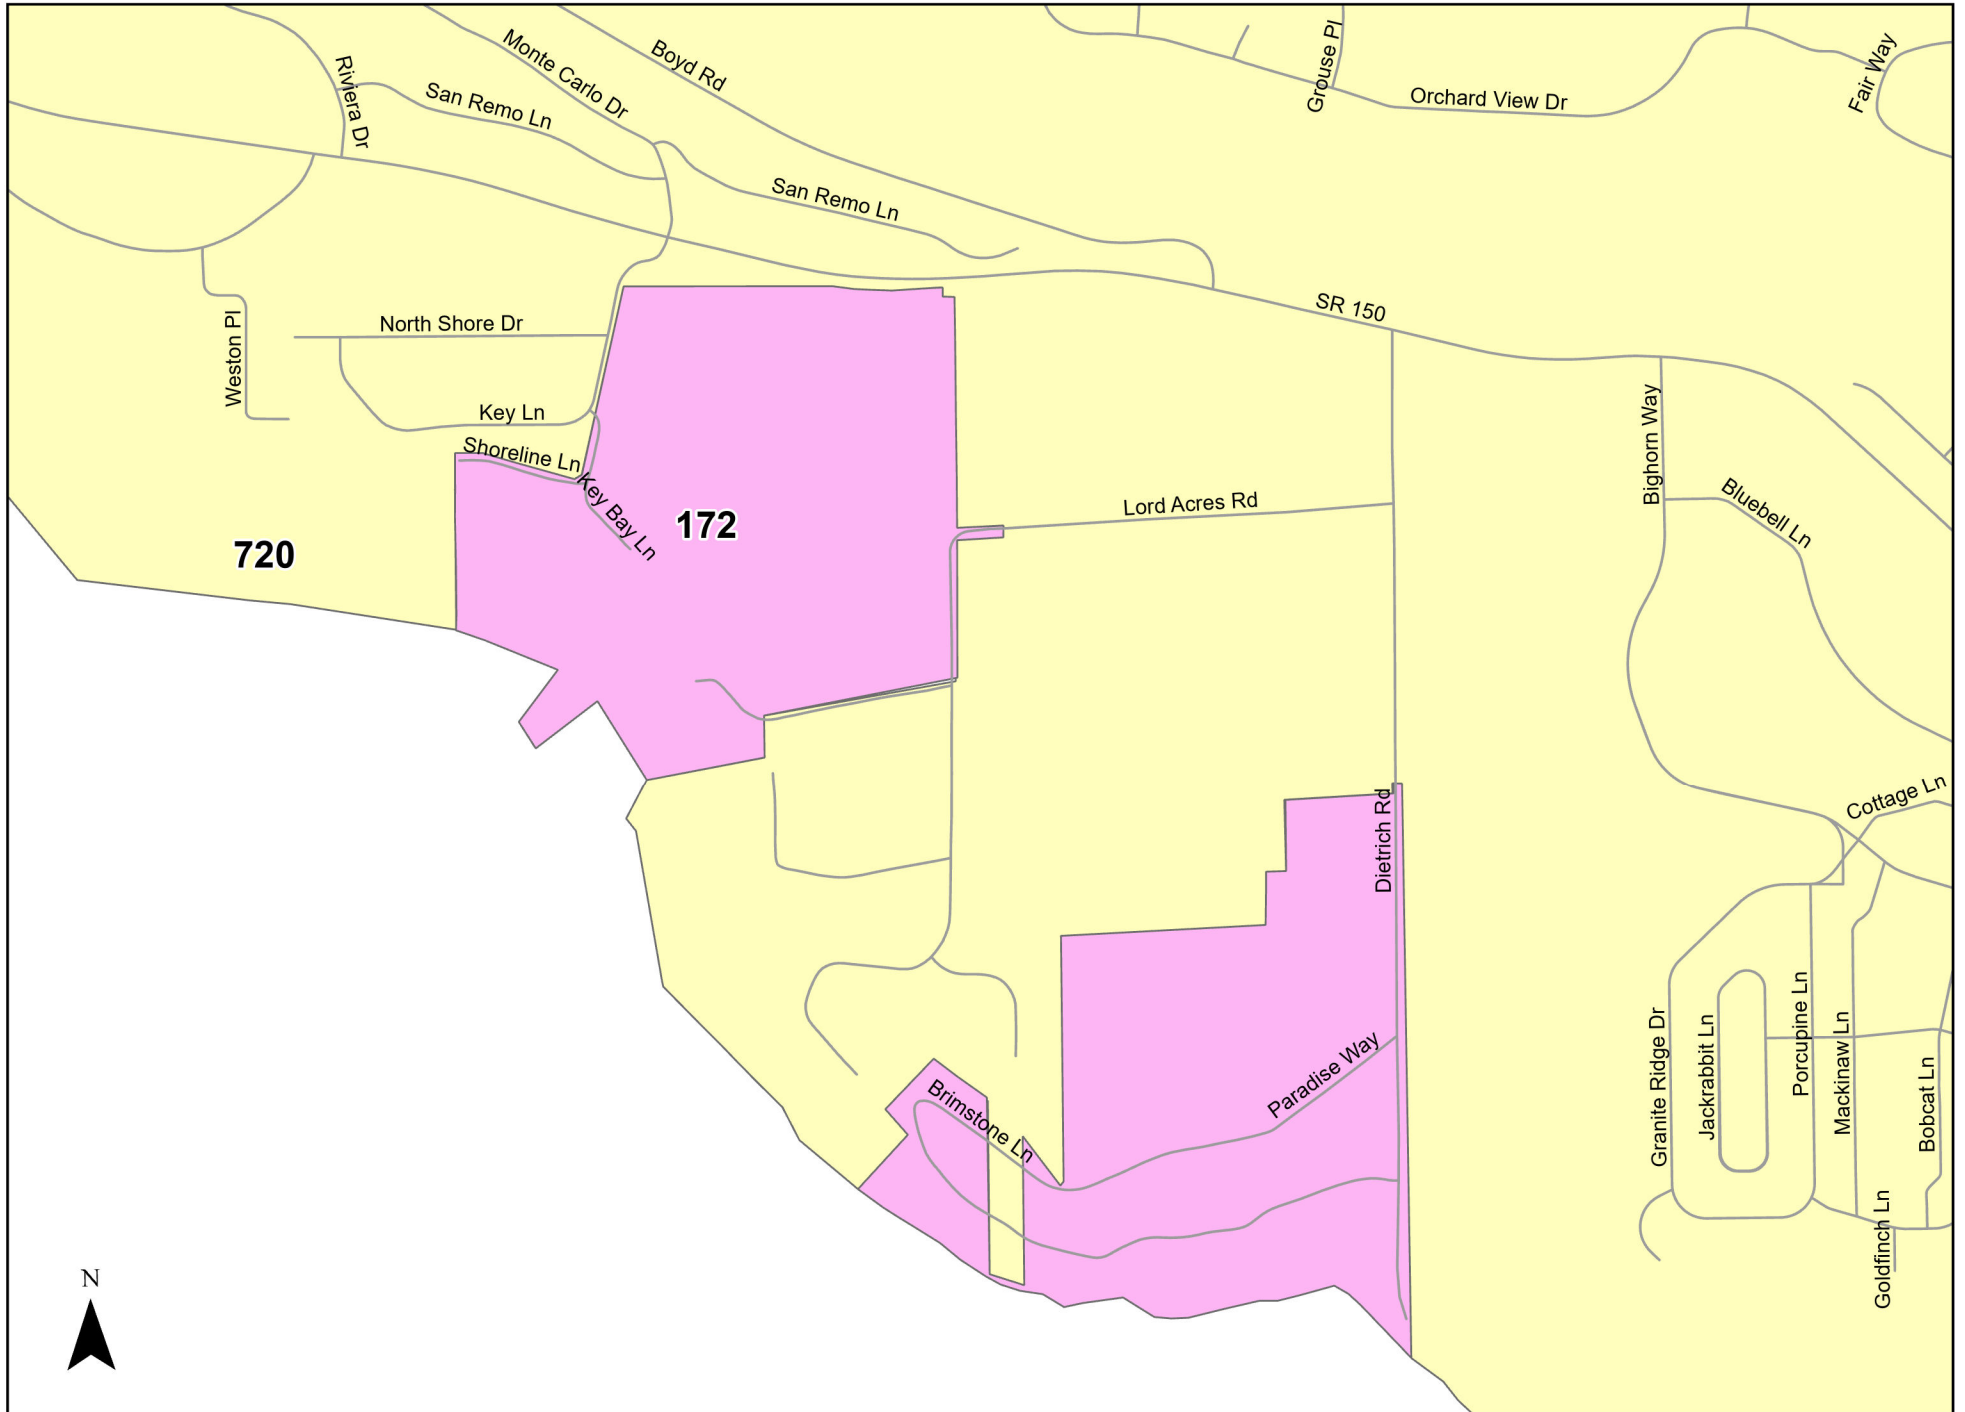 Riviera Dr
San Remo Ln
Monte Carlo Dr
Boyd Rd
San Remo Ln
Grouse Pl
Orchard View Dr
Fair Way
SR 150
North Shore Dr
Weston Pl
Key Ln
Shoreline Ln
Key Bay Ln
172
720
Lord Acres Rd
Bighorn Way
Bluebell Ln
Cottage Ln
Dietrich Rd
Paradise Way
Brimstone Ln
Granite Ridge Dr
Jackrabbit Ln
Porcupine Ln
Mackinaw Ln
Bobcat Ln
Goldfinch Ln
N